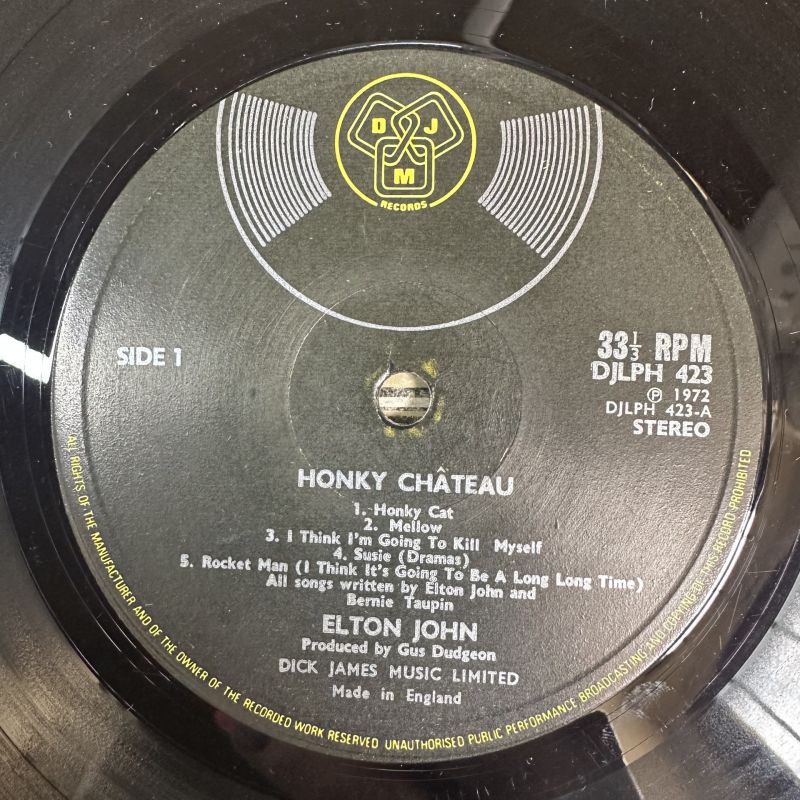 D J
M
RECORDS
SIDE 1
33 1/3 RPM
DJLPH 423
Ⓟ 1972
DJLPH 423-A
STEREO
HONKY CHÂTEAU
1. Honky Cat
2. Mellow
3. I Think I'm Going To Kill Myself
4. Susie (Dramas)
5. Rocket Man (I Think It's Going To Be A Long Long Time)
All songs written by Elton John and
Bernie Taupin
ELTON JOHN
Produced by Gus Dudgeon
DICK JAMES MUSIC LIMITED
Made in England
ALL RIGHTS OF THE MANUFACTURER AND OF THE OWNER OF THE RECORDED WORK RESERVED UNAUTHORISED PUBLIC PERFORMANCE BROADCASTING AND COPYING OF THIS RECORD PROHIBITED